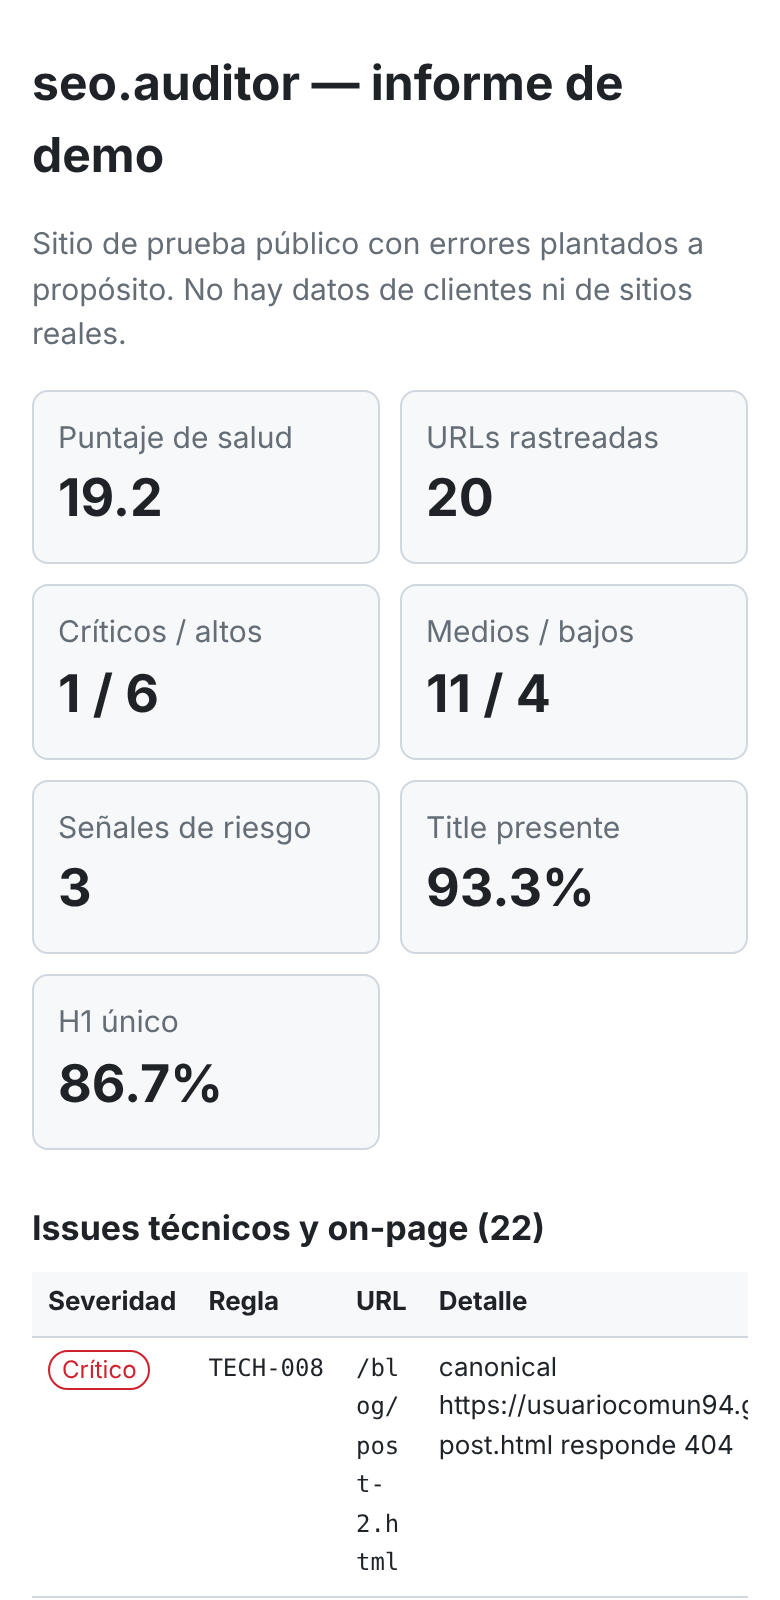 seo.auditor — informe de
demo
Sitio de prueba público con errores plantados a
propósito. No hay datos de clientes ni de sitios
reales.
Puntaje de salud
19.2
URLs rastreadas
20
Críticos / altos
1 / 6
Medios / bajos
11 / 4
Señales de riesgo
3
Title presente
93.3%
H1 único
86.7%
Issues técnicos y on-page (22)
Severidad Regla URL Detalle
Crítico
TECH-008
/bl
og/
pos
t-
2.h
tml
canonical
https://usuariocomun94.g
post.html responde 404